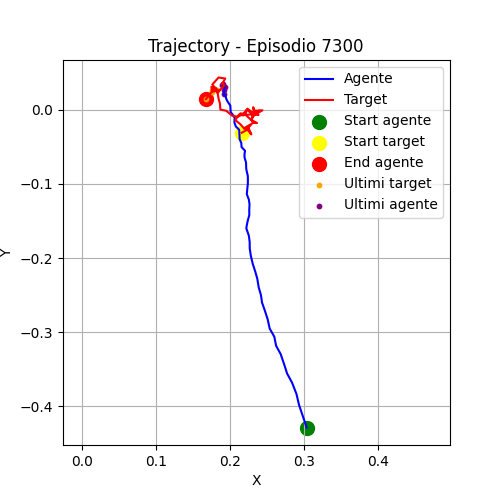 Trajectory - Episodio 7300
Agente
Target
Start agente
Start target
End agente
Ultimi target
Ultimi agente
Y
0.0
−0.1
−0.2
−0.3
−0.4
0.0 0.1 0.2 0.3 0.4
X